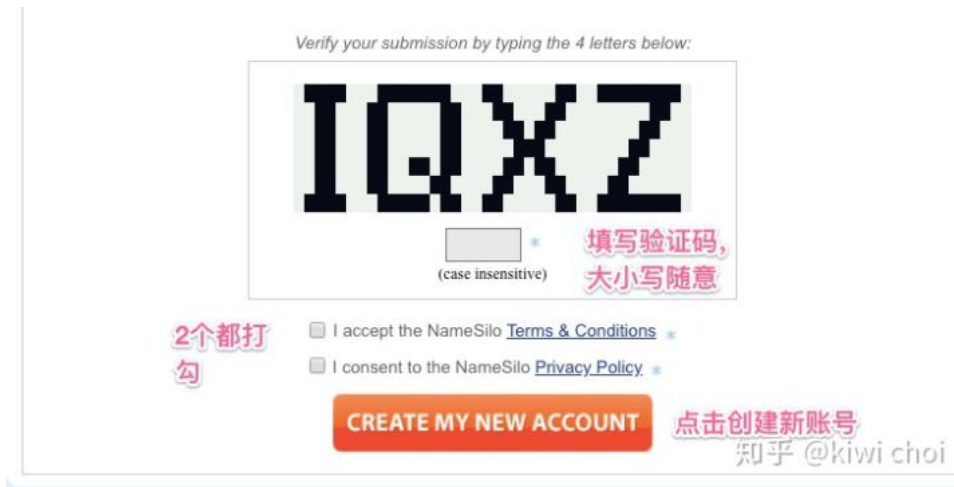 Verify your submission by typing the 4 letters below:
IQXZ
*
填写验证码,
(case insensitive)
大小写随意
2个都打
勾
I accept the NameSilo Terms & Conditions *
I consent to the NameSilo Privacy Policy *
CREATE MY NEW ACCOUNT
点击创建新账号
知乎 @kiwi choi